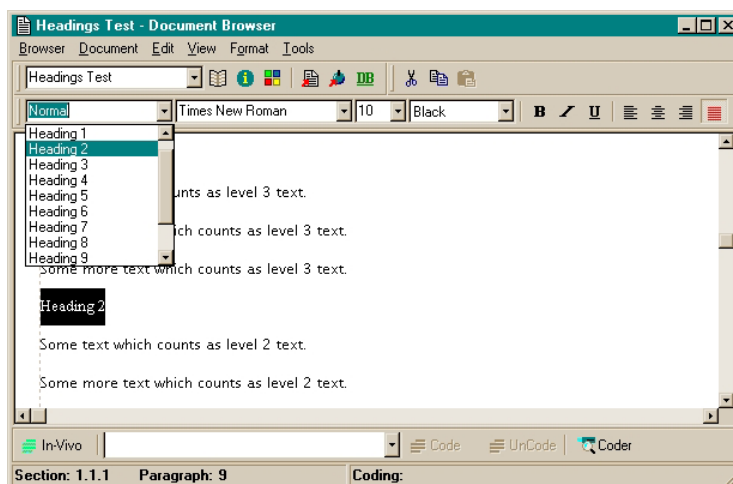 Headings Test - Document Browser
Browser Document Edit View Format Tools
Headings Test DB
Normal Times New Roman 10 Black B I U
Heading 1
Heading 2
Heading 3
Heading 4
Heading 5
Heading 6
Heading 7
Heading 8
Heading 9
unts as level 3 text.
ich counts as level 3 text.
Some more text which counts as level 3 text.
Heading 2
Some text which counts as level 2 text.
Some more text which counts as level 2 text.
In-Vivo Code UnCode Coder
Section: 1.1.1 Paragraph: 9 Coding: